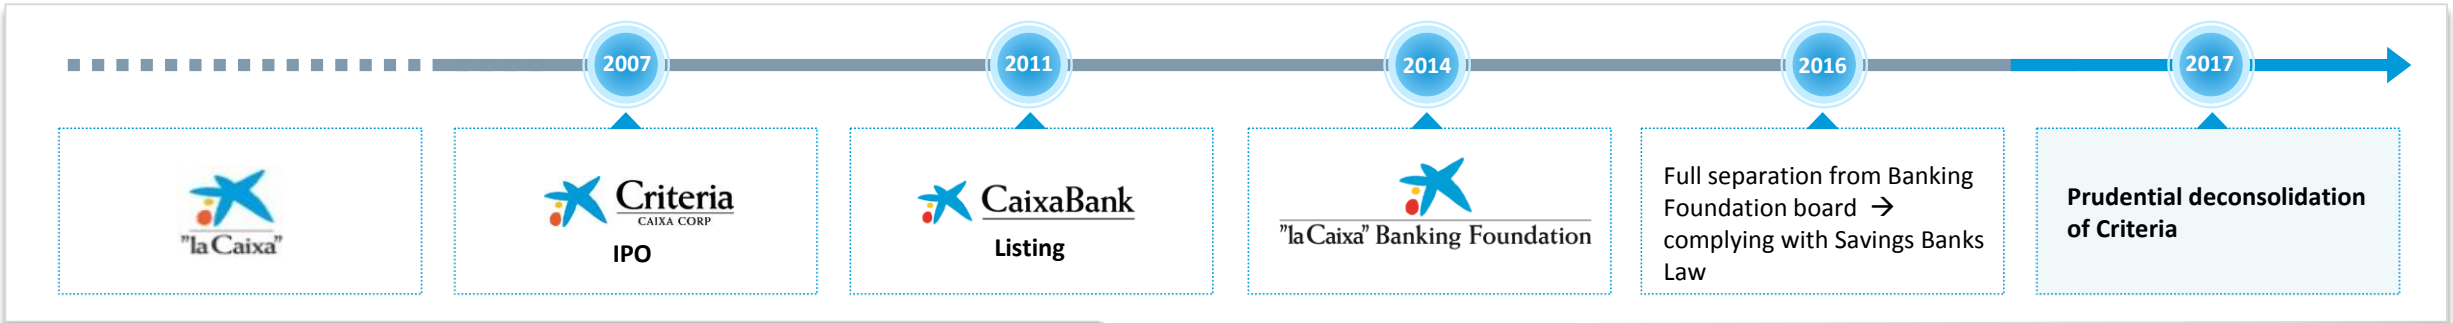 2007
2011
2014
2016
2017
"la Caixa"
Criteria
CAIXA CORP
IPO
CaixaBank
Listing
"la Caixa" Banking Foundation
Full separation from Banking
Foundation board →
complying with Savings Banks
Law
Prudential deconsolidation
of Criteria